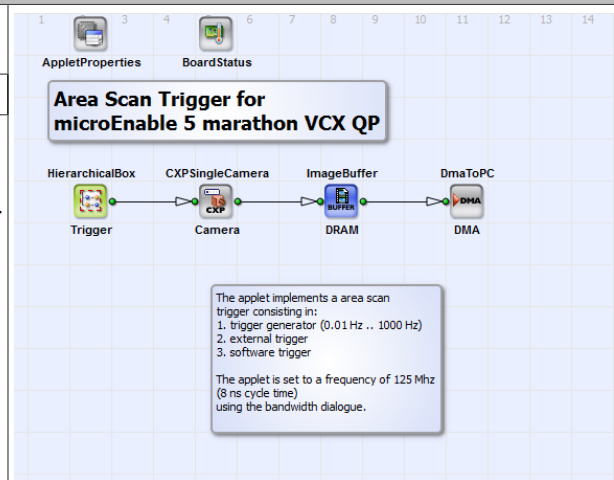 1 3 4 6 7 8 9 10 11 12 13 14
AppletProperties BoardStatus
Area Scan Trigger for
microEnable 5 marathon VCX QP
HierarchicalBox CXPSingleCamera ImageBuffer DmaToPC
CXP BUFFER DMA
Trigger Camera DRAM DMA
The applet implements a area scan
trigger consisting in:
1. trigger generator (0.01 Hz .. 1000 Hz)
2. external trigger
3. software trigger
The applet is set to a frequency of 125 Mhz
(8 ns cycle time)
using the bandwidth dialogue.